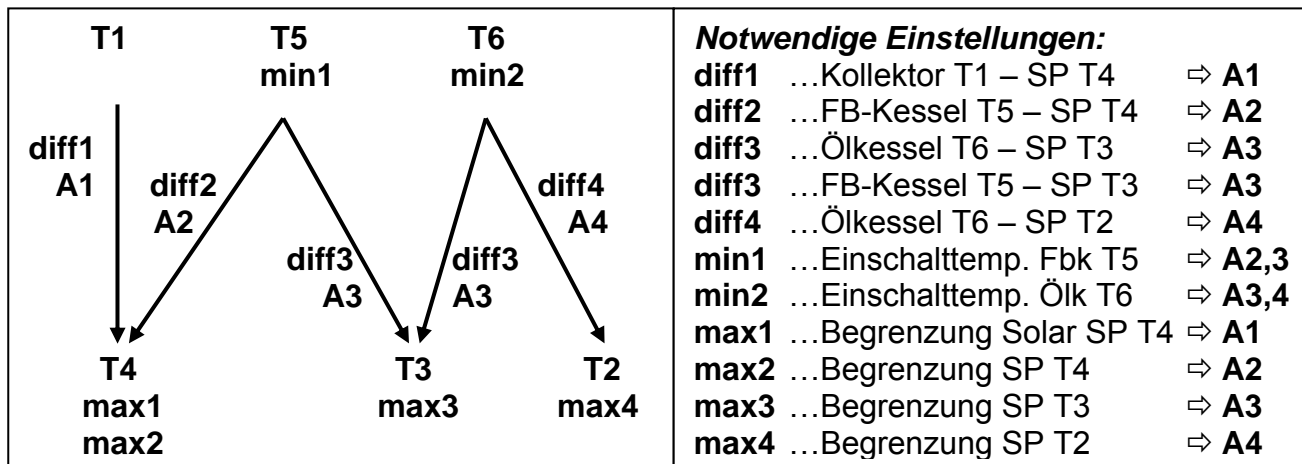 T1 T5 T6
min1 min2
diff1
A1
diff2
A2
diff4
A4
diff3 diff3
A3 A3
T4 T3 T2
max1 max3 max4
max2
Notwendige Einstellungen:
diff1 …Kollektor T1 – SP T4 ⇨ A1
diff2 …FB-Kessel T5 – SP T4 ⇨ A2
diff3 …Ölkessel T6 – SP T3 ⇨ A3
diff3 …FB-Kessel T5 – SP T3 ⇨ A3
diff4 …Ölkessel T6 – SP T2 ⇨ A4
min1 …Einschalttemp. Fbk T5 ⇨ A2,3
min2 …Einschalttemp. Ölk T6 ⇨ A3,4
max1 …Begrenzung Solar SP T4 ⇨ A1
max2 …Begrenzung SP T4 ⇨ A2
max3 …Begrenzung SP T3 ⇨ A3
max4 …Begrenzung SP T2 ⇨ A4